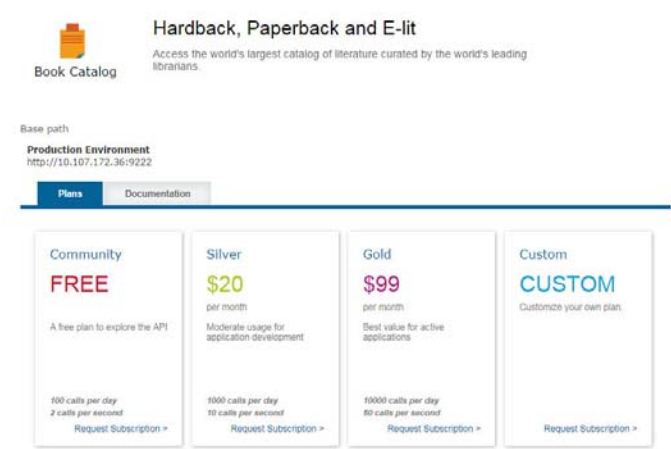 Hardback, Paperback and E-lit
Access the world's largest catalog of literature curated by the world's leading
librarians.
Book Catalog
Base path
Production Environment
http://10.107.172.36:9222
Plans
Documentation
Community
FREE
A free plan to explore the API
100 calls per day
2 calls per second
Request Subscription »
Silver
$20
per month
Moderate usage for
application development
1000 calls per day
10 calls per second
Request Subscription »
Gold
$99
per month
Best value for active
applications
10000 calls per day
50 calls per second
Request Subscription »
Custom
CUSTOM
Customize your own plan.
Request Subscription »